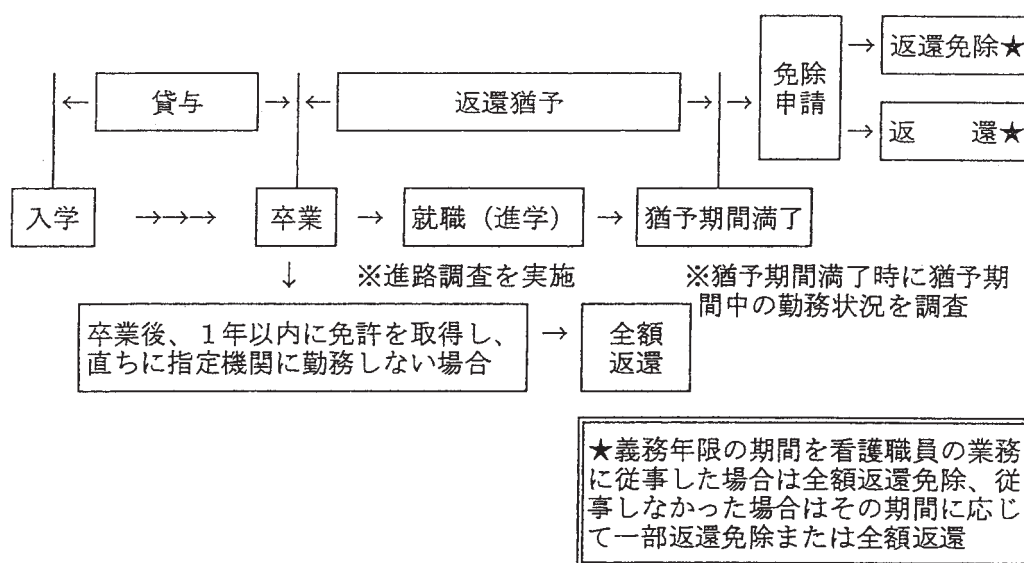 返還免除★
免除
申請
返　還★
← 貸与 → ← 返還猶予 → →
入学 →→→ 卒業 → 就職（進学） → 猶予期間満了
↓ ※進路調査を実施
※猶予期間満了時に猶予期
間中の勤務状況を調査
卒業後、１年以内に免許を取得し、
直ちに指定機関に勤務しない場合
→
全額
返還
★義務年限の期間を看護職員の業務
に従事した場合は全額返還免除、従
事しなかった場合はその期間に応じ
て一部返還免除または全額返還